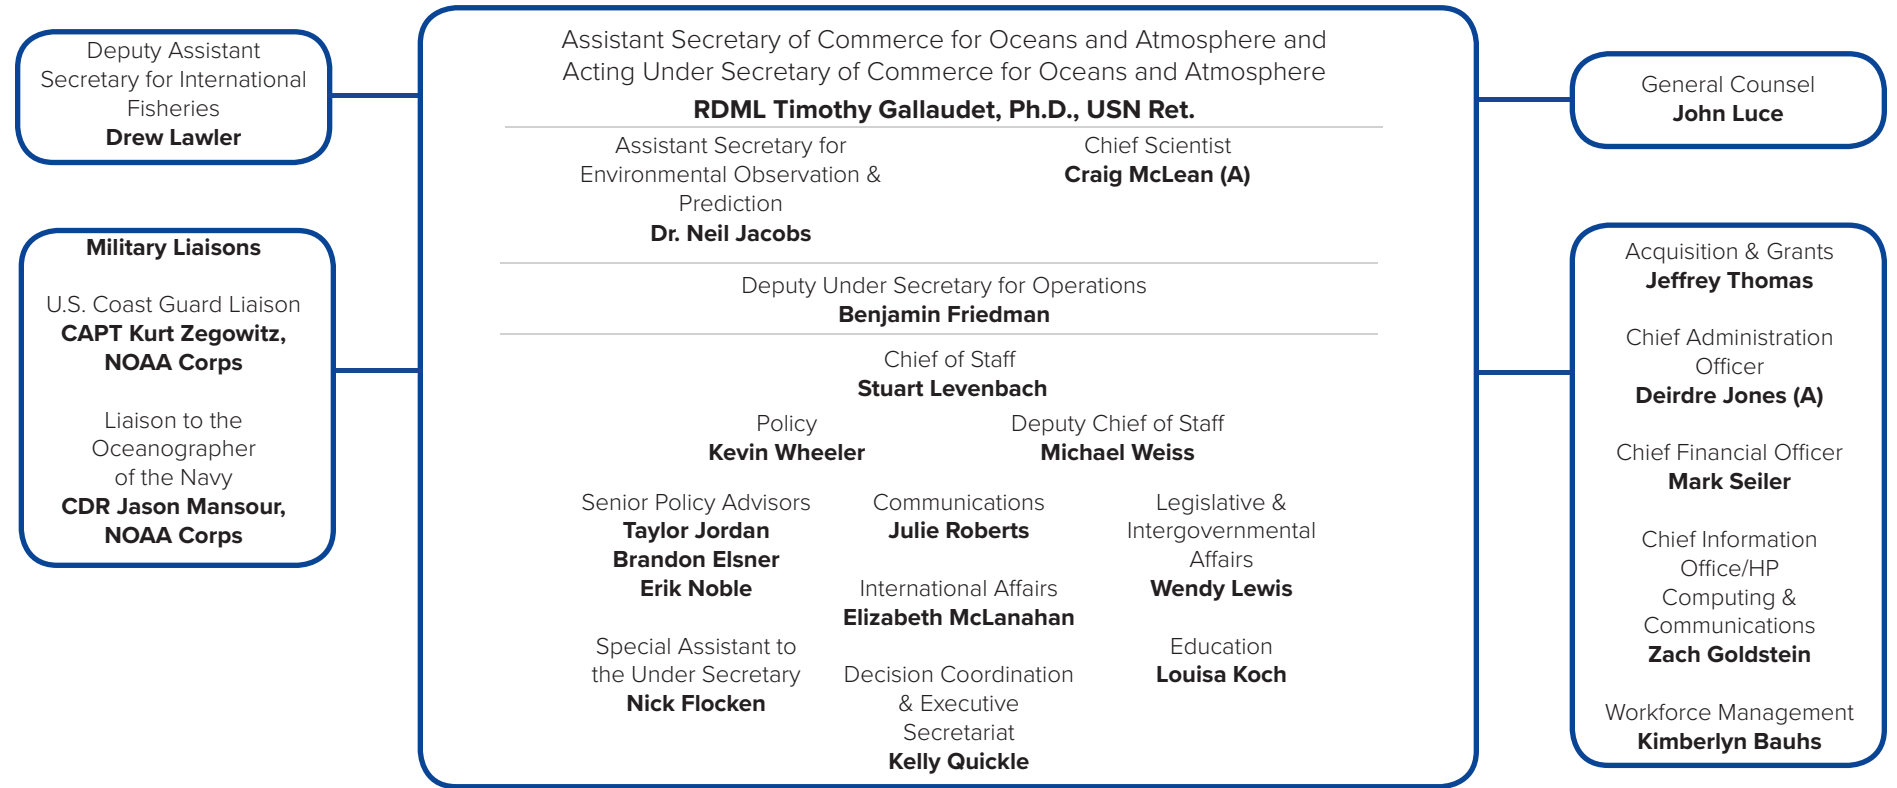 Deputy Assistant
Secretary for International
Fisheries
Drew Lawler
Military Liaisons
U.S. Coast Guard Liaison
CAPT Kurt Zegowitz,
NOAA Corps
Liaison to the
Oceanographer
of the Navy
CDR Jason Mansour,
NOAA Corps
Assistant Secretary of Commerce for Oceans and Atmosphere and
Acting Under Secretary of Commerce for Oceans and Atmosphere
RDML Timothy Gallaudet, Ph.D., USN Ret.
Assistant Secretary for
Environmental Observation &
Prediction
Dr. Neil Jacobs
Chief Scientist
Craig McLean (A)
Deputy Under Secretary for Operations
Benjamin Friedman
Chief of Staff
Stuart Levenbach
Policy
Kevin Wheeler
Deputy Chief of Staff
Michael Weiss
Senior Policy Advisors
Taylor Jordan
Brandon Elsner
Erik Noble
Special Assistant to
the Under Secretary
Nick Flocken
Communications
Julie Roberts
International Affairs
Elizabeth McLanahan
Decision Coordination
& Executive
Secretariat
Kelly Quickle
Legislative &
Intergovernmental
Affairs
Wendy Lewis
Education
Louisa Koch
General Counsel
John Luce
Acquisition & Grants
Jeffrey Thomas
Chief Administration
Officer
Deirdre Jones (A)
Chief Financial Officer
Mark Seiler
Chief Information
Office/HP
Computing &
Communications
Zach Goldstein
Workforce Management
Kimberlyn Bauhs